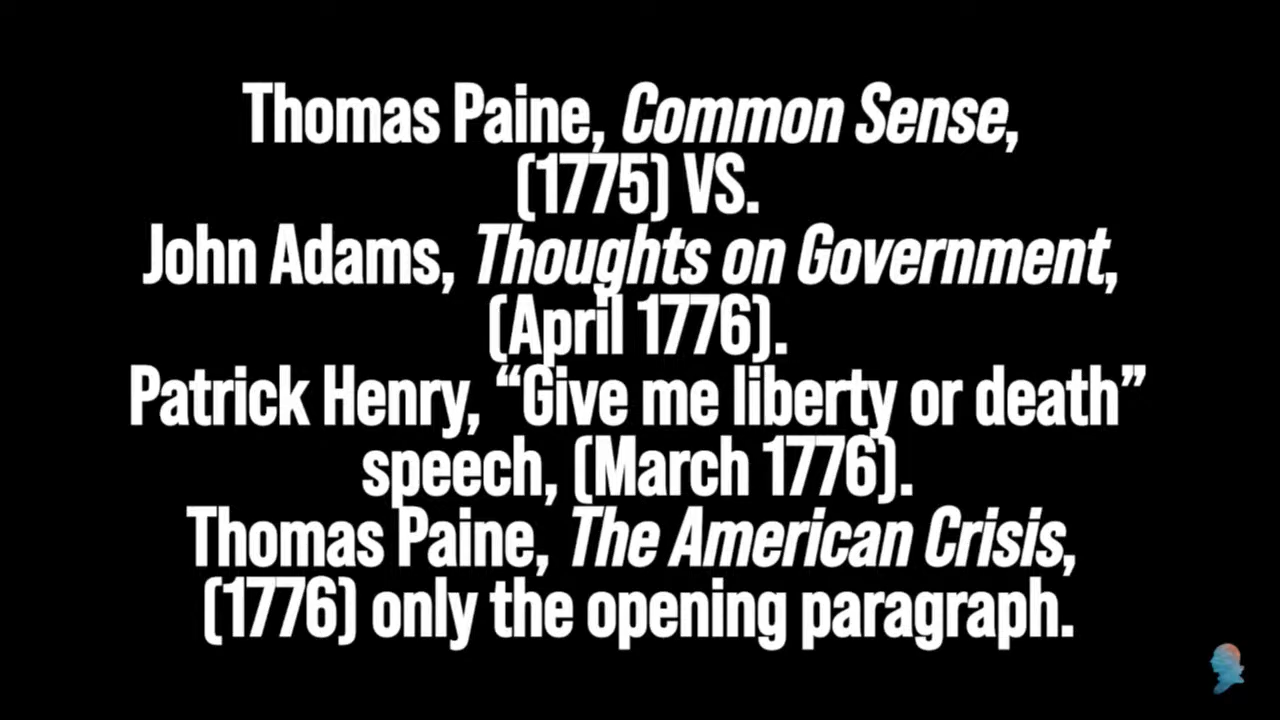 Thomas Paine, Common Sense,
(1775) VS.
John Adams, Thoughts on Government,
(April 1776).
Patrick Henry, “Give me liberty or death”
speech, (March 1776).
Thomas Paine, The American Crisis,
(1776) only the opening paragraph.